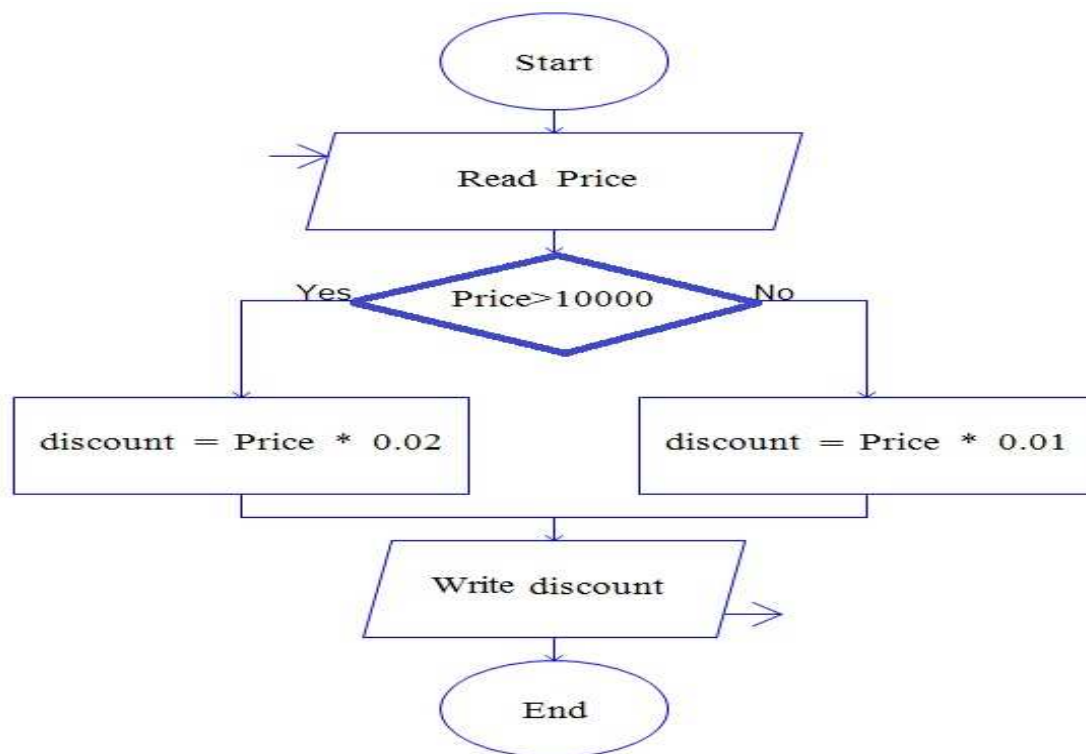 Start
Read Price
Yes
Price>10000
No
discount = Price * 0.02
discount = Price * 0.01
Write discount
End